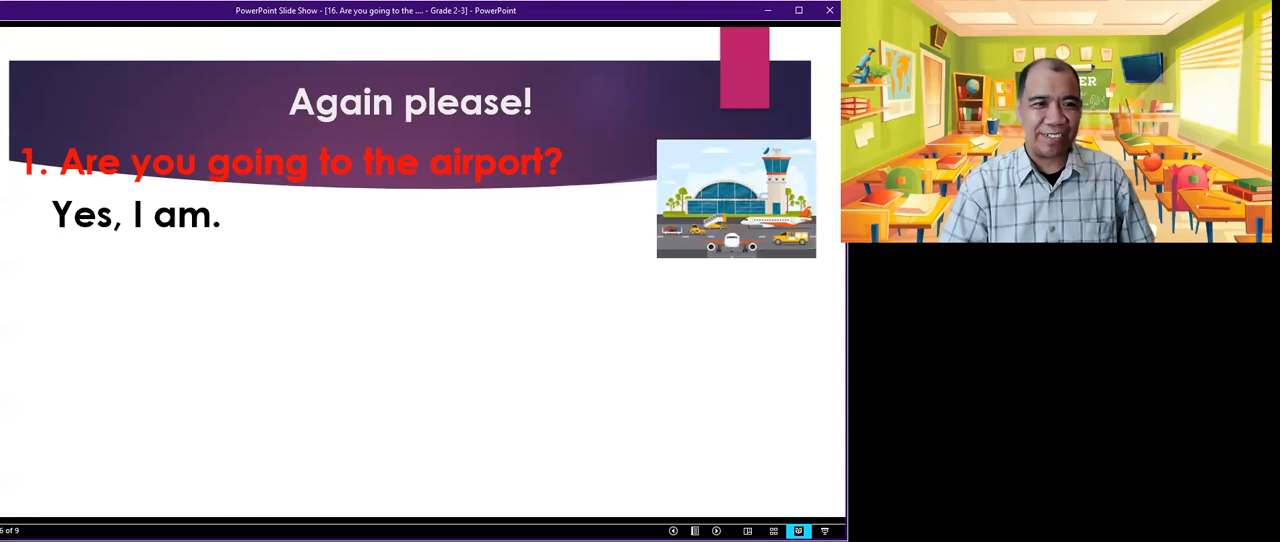 PowerPoint Slide Show - [16. Are you going to the .... - Grade 2-3] - PowerPoint
Again please!
1. Are you going to the airport?
Yes, I am.
6 of 9
ER